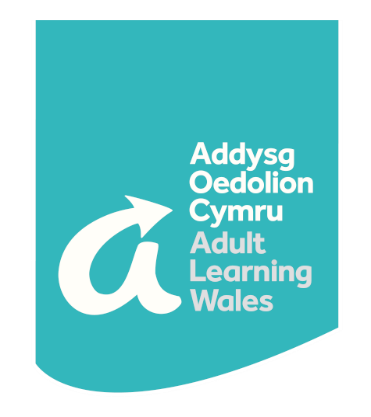 Addysg
Oedolion
Cymru
Adult
Learning
Wales